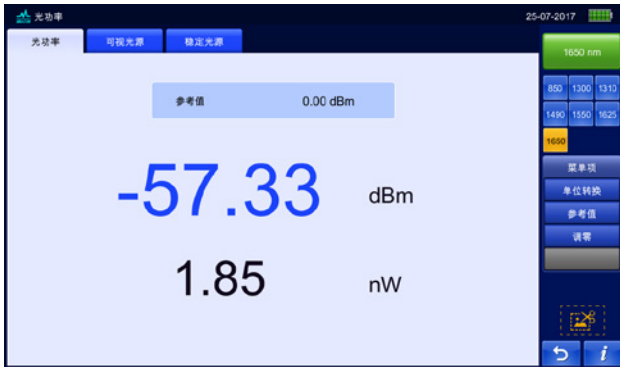 光功率 25-07-2017
光功率 可视光源 稳定光源
1650 nm
参考值 0.00 dBm
850 1300 1310
1490 1550 1625
1650
-57.33 dBm
1.85 nW
菜单项
单位转换
参考值
调零
i